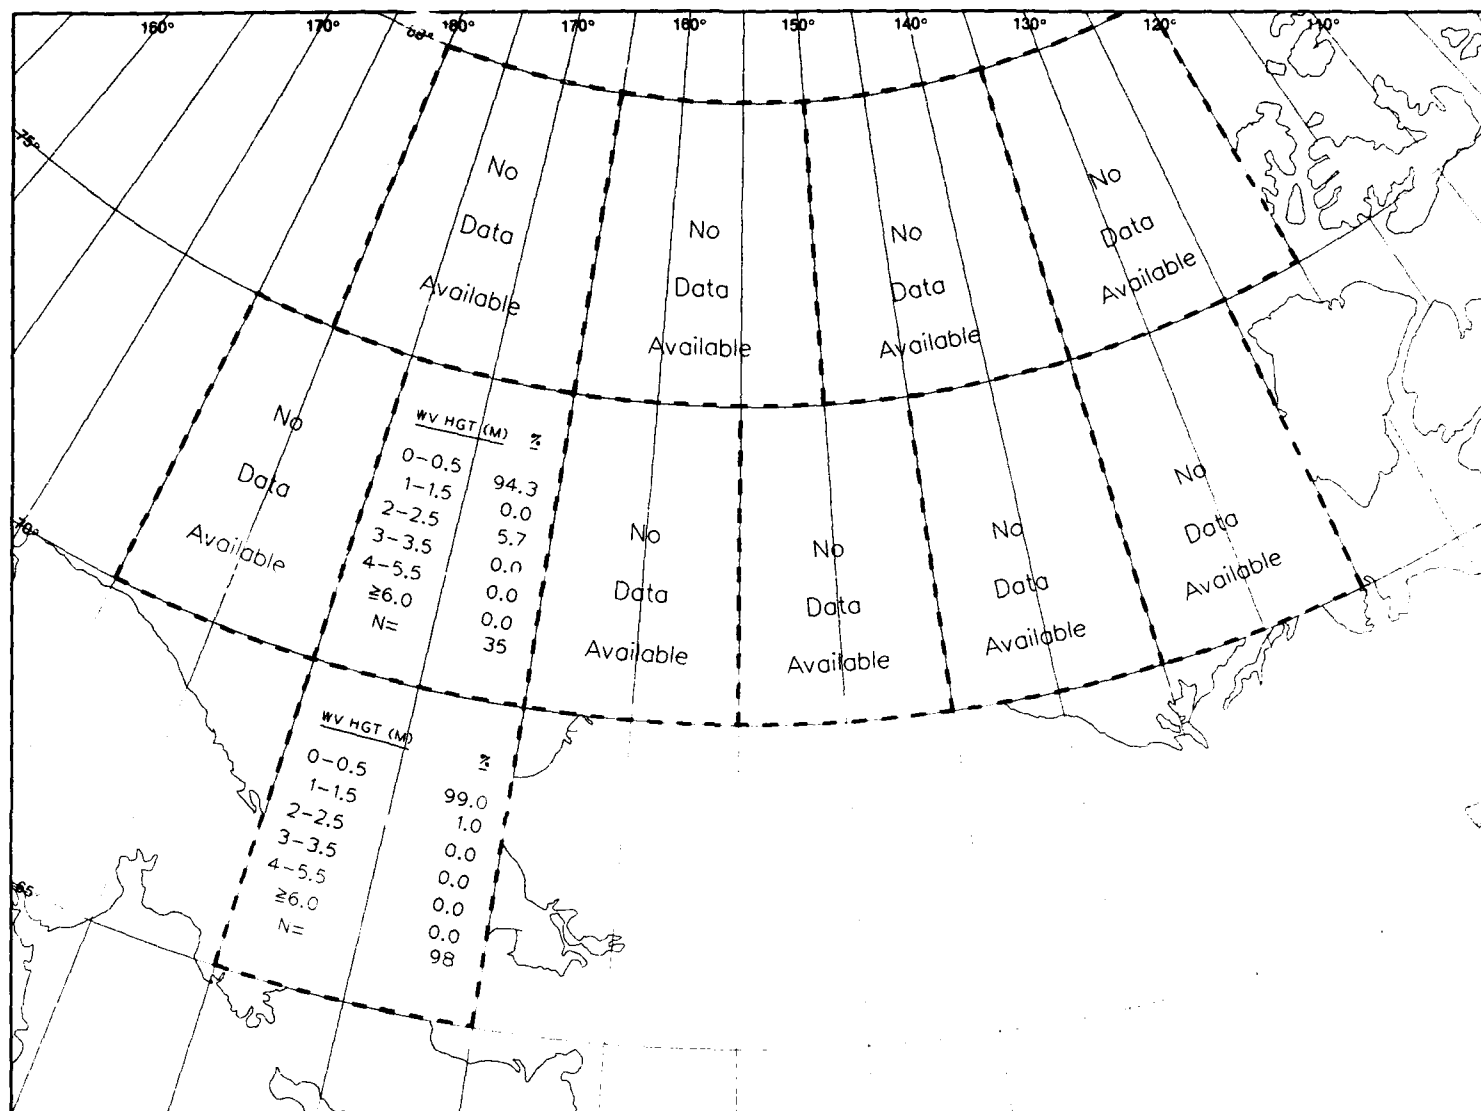 160° 170° 180° 170° 160° 150° 140° 130° 120° 110°
75°
70°
65
No
Data
Available
No
Data
Available
No
Data
Available
No
Data
Available
No
Data
Available
WV HGT (M) %
0-0.5 94.3
1-1.5 0.0
2-2.5 5.7
3-3.5 0.0
4-5.5 0.0
≥6.0 0.0
N= 35
No
Data
Available
No
Data
Available
No
Data
Available
No
Data
Available
WV HGT (M) %
0-0.5 99.0
1-1.5 1.0
2-2.5 0.0
3-3.5 0.0
4-5.5 0.0
≥6.0 0.0
N= 98